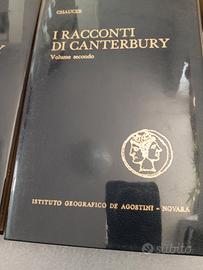 CHAUCER
I RACCONTI
DI CANTERBURY
Volume secondo
ISTITUTO GEOGRAFICO DE AGOSTINI - NOVARA
subito